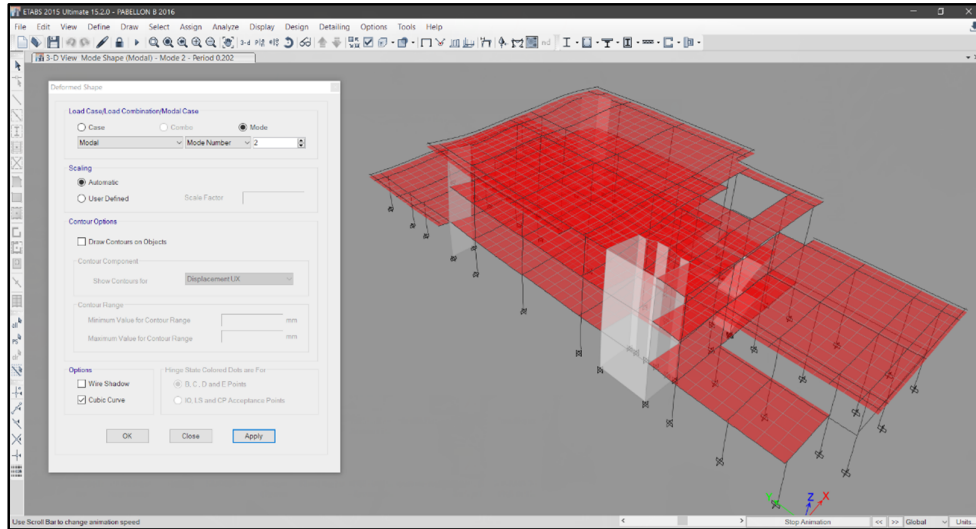 ETABS 2015 Ultimate 15.2.0 - PABELLON B 2016
File Edit View Define Draw Select Assign Analyze Display Design Detailing Options Tools Help
3-d
3-D View Mode Shape (Modal) - Mode 2 - Period 0.202
Deformed Shape
Load Case/Load Combination/Modal Case
Case Combo Mode
Modal Mode Number 2
Scaling
Automatic
User Defined Scale Factor
Contour Options
Draw Contours on Objects
Contour Component
Show Contours for Displacement UX
Contour Range
Minimum Value for Contour Range mm
Maximum Value for Contour Range mm
Options Hinge State Colored Dots are For
Wire Shadow B, C, D and E Points
Cubic Curve IO, LS and CP Acceptance Points
OK Close Apply
Z X
Use Scroll Bar to change animation speed Stop Animation << >> Global Units